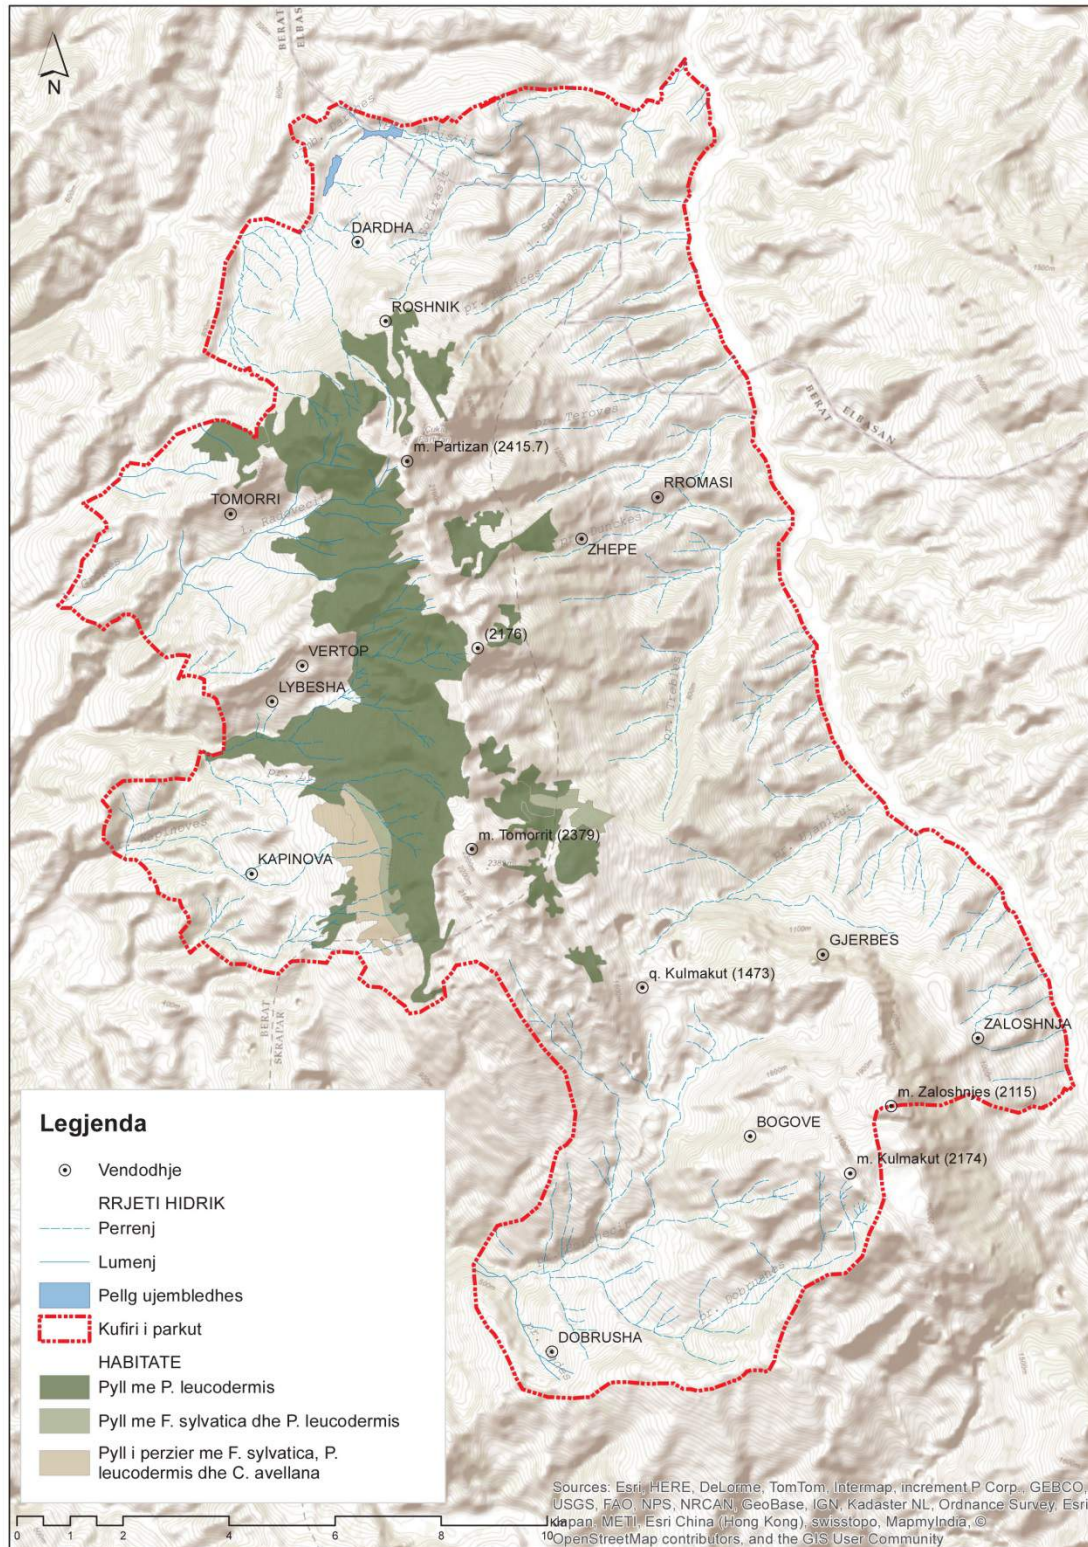 N
BERAT
ELBASAN
DARDHA
ROSHNIK
m. Partizan (2415.7)
Teroves
BERAT
ELBASAN
RROMASI
TOMORRI
l. Radovecit
ZHEPE
(2176)
VERTOP
LYBESHA
m. Tomorrit (2379)
KAPINOVA
1100m
GJERBES
q. Kulmakut (1473)
ZALOSHNJA
BERAT
SKRAPAR
m. Zaloshnjes (2115)
BOGOVE
m. Kulmakut (2174)
pr. Dobrushes
DOBRUSHA
Legjenda
Vendodhje
RRJETI HIDRIK
Perrenj
Lumenj
Pellg ujembledhes
Kufiri i parkut
HABITATE
Pyll me P. leucodermis
Pyll me F. sylvatica dhe P. leucodermis
Pyll i perzier me F. sylvatica, P.
leucodermis dhe C. avellana
Sources: Esri, HERE, DeLorme, TomTom, Intermap, increment P Corp., GEBCO,
USGS, FAO, NPS, NRCAN, GeoBase, IGN, Kadaster NL, Ordnance Survey, Esri
Japan, METI, Esri China (Hong Kong), swisstopo, MapmyIndia, ©
OpenStreetMap contributors, and the GIS User Community
0 1 2 4 6 8 10